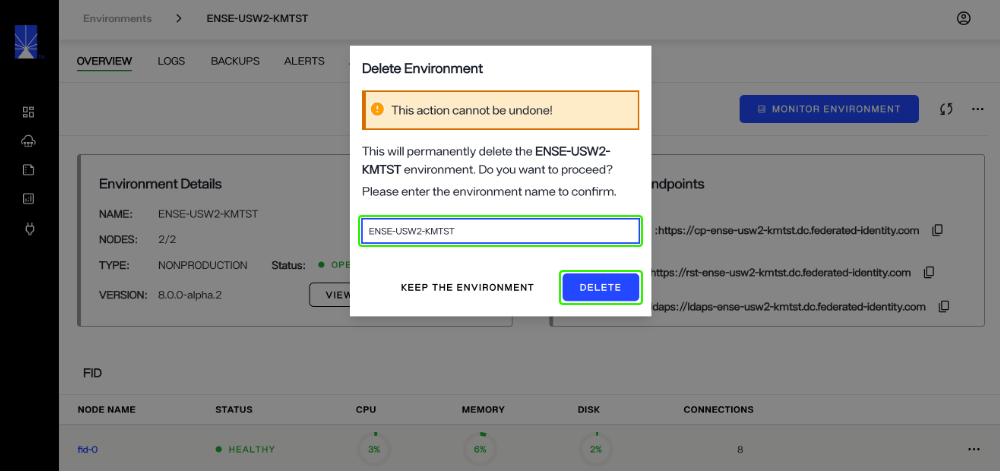 Environments > ENSE-USW2-KMTST
OVERVIEW LOGS BACKUPS ALERTS
Delete Environment
This action cannot be undone!
MONITOR ENVIRONMENT
This will permanently delete the ENSE-USW2-
KMTST environment. Do you want to proceed?
Please enter the environment name to confirm.
ENSE-USW2-KMTST
KEEP THE ENVIRONMENT DELETE
Environment Details
NAME: ENSE-USW2-KMTST
NODES: 2/2
TYPE: NONPRODUCTION Status: OPE
VERSION: 8.0.0-alpha.2 VIEW
ndpoints
:https://cp-ense-usw2-kmtst.dc.federated-identity.com
https://rst-ense-usw2-kmtst.dc.federated-identity.com
ldaps://ldaps-ense-usw2-kmtst.dc.federated-identity.com
FID
NODE NAME STATUS CPU MEMORY DISK CONNECTIONS
fid-0 HEALTHY 3% 6% 2% 8